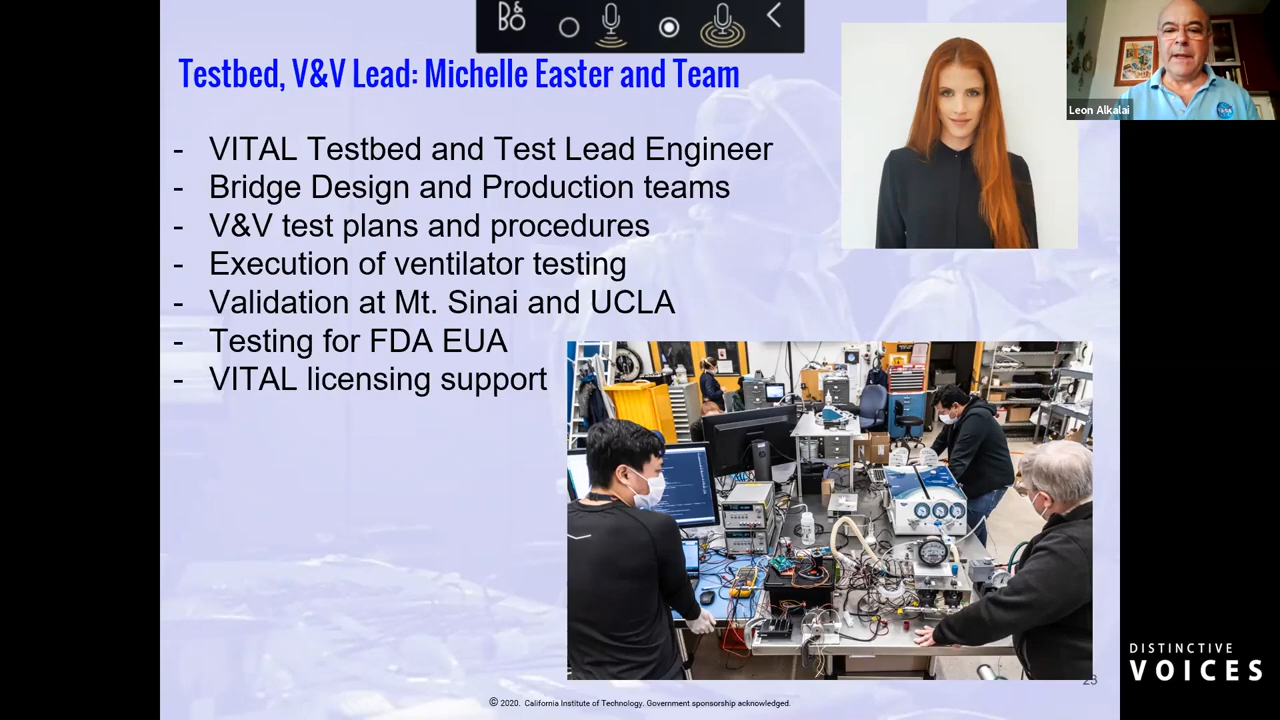 B&O
Testbed, V&V Lead: Michelle Easter and Team
Leon Alkalai
- VITAL Testbed and Test Lead Engineer
- Bridge Design and Production teams
- V&V test plans and procedures
- Execution of ventilator testing
- Validation at Mt. Sinai and UCLA
- Testing for FDA EUA
- VITAL licensing support
DISTINCTIVE
VOICES
23
© 2020. California Institute of Technology. Government sponsorship acknowledged.